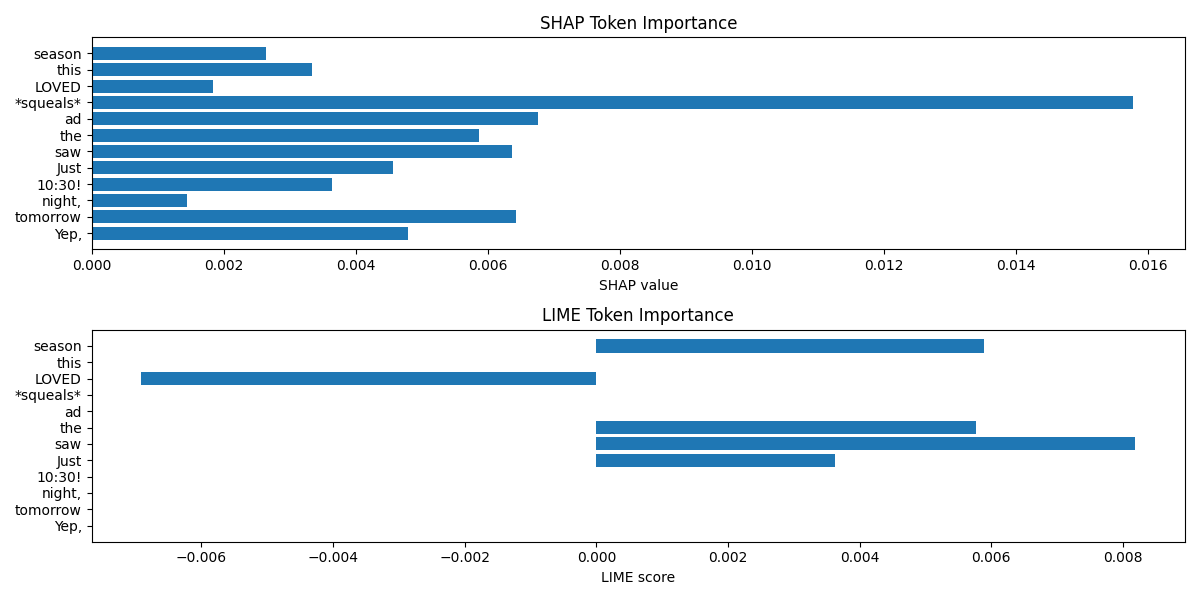 SHAP Token Importance
season
this
LOVED
*squeals*
ad
the
saw
Just
10:30!
night,
tomorrow
Yep,
0.000 0.002 0.004 0.006 0.008 0.010 0.012 0.014 0.016
SHAP value
LIME Token Importance
season
this
LOVED
*squeals*
ad
the
saw
Just
10:30!
night,
tomorrow
Yep,
−0.006 −0.004 −0.002 0.000 0.002 0.004 0.006 0.008
LIME score